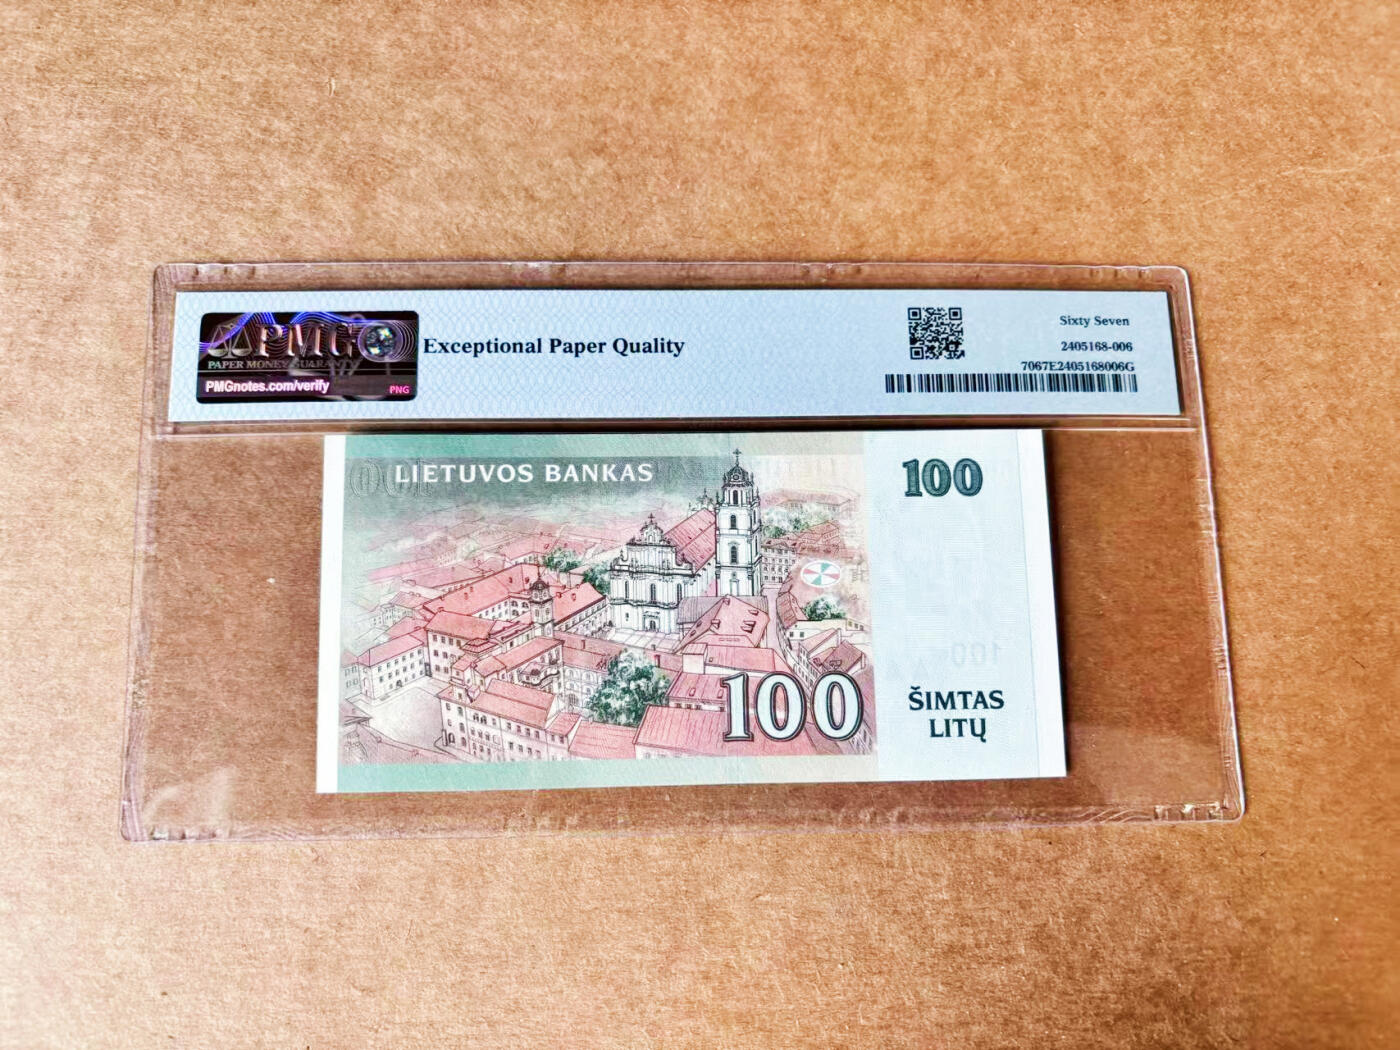 PMG
PAPER MONEY GUARANTY
PMGnotes.com/verify
PNG
Exceptional Paper Quality
Sixty Seven
2405168-006
7067E2405168006G
LIETUVOS BANKAS
100
100
ŠIMTAS
LITŲ